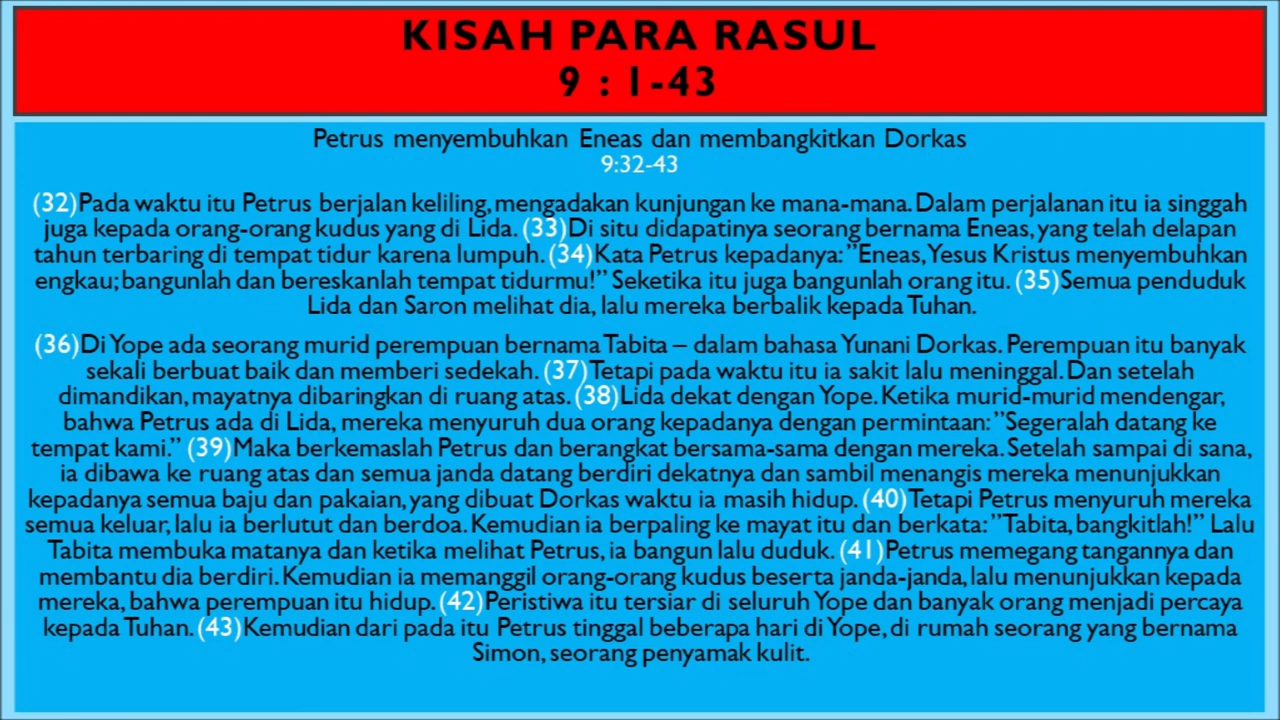 KISAH PARA RASUL
9 : 1-43
Petrus menyembuhkan Eneas dan membangkitkan Dorkas
9:32-43
(32)Pada waktu itu Petrus berjalan keliling, mengadakan kunjungan ke mana-mana. Dalam perjalanan itu ia singgah
juga kepada orang-orang kudus yang di Lida. (33)Di situ didapatinya seorang bernama Eneas, yang telah delapan
tahun terbaring di tempat tidur karena lumpuh. (34)Kata Petrus kepadanya: ”Eneas, Yesus Kristus menyembuhkan
engkau; bangunlah dan bereskanlah tempat tidurmu!” Seketika itu juga bangunlah orang itu. (35)Semua penduduk
Lida dan Saron melihat dia, lalu mereka berbalik kepada Tuhan.
(36)Di Yope ada seorang murid perempuan bernama Tabita – dalam bahasa Yunani Dorkas. Perempuan itu banyak
sekali berbuat baik dan memberi sedekah. (37)Tetapi pada waktu itu ia sakit lalu meninggal. Dan setelah
dimandikan, mayatnya dibaringkan di ruang atas. (38)Lida dekat dengan Yope. Ketika murid-murid mendengar,
bahwa Petrus ada di Lida, mereka menyuruh dua orang kepadanya dengan permintaan: ”Segeralah datang ke
tempat kami.” (39)Maka berkemaslah Petrus dan berangkat bersama-sama dengan mereka. Setelah sampai di sana,
ia dibawa ke ruang atas dan semua janda datang berdiri dekatnya dan sambil menangis mereka menunjukkan
kepadanya semua baju dan pakaian, yang dibuat Dorkas waktu ia masih hidup. (40)Tetapi Petrus menyuruh mereka
semua keluar, lalu ia berlutut dan berdoa. Kemudian ia berpaling ke mayat itu dan berkata: ”Tabita, bangkitlah!” Lalu
Tabita membuka matanya dan ketika melihat Petrus, ia bangun lalu duduk. (41)Petrus memegang tangannya dan
membantu dia berdiri. Kemudian ia memanggil orang-orang kudus beserta janda-janda, lalu menunjukkan kepada
mereka, bahwa perempuan itu hidup. (42)Peristiwa itu tersiar di seluruh Yope dan banyak orang menjadi percaya
kepada Tuhan. (43)Kemudian dari pada itu Petrus tinggal beberapa hari di Yope, di rumah seorang yang bernama
Simon, seorang penyamak kulit.